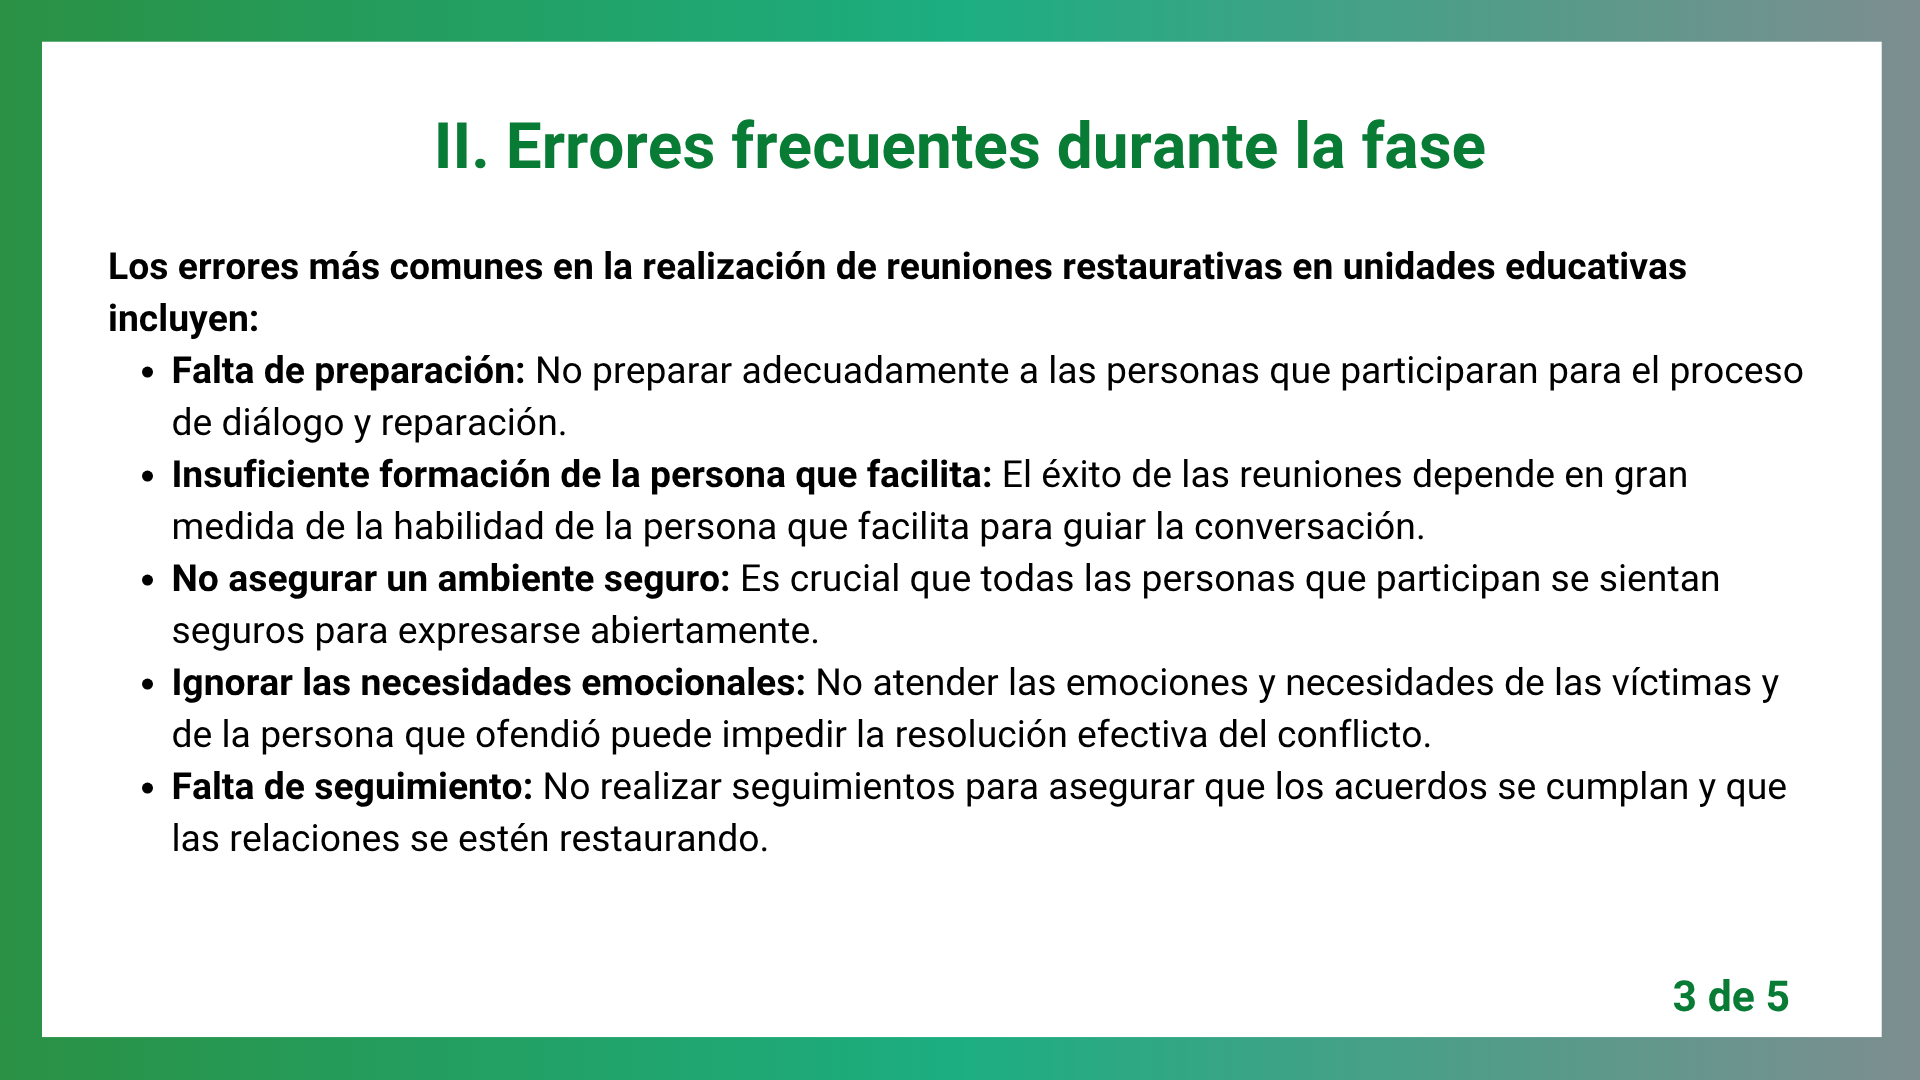 II. Errores frecuentes durante la fase
Los errores más comunes en la realización de reuniones restaurativas en unidades educativas
incluyen:
• Falta de preparación: No preparar adecuadamente a las personas que participaran para el proceso
de diálogo y reparación.
• Insuficiente formación de la persona que facilita: El éxito de las reuniones depende en gran
medida de la habilidad de la persona que facilita para guiar la conversación.
• No asegurar un ambiente seguro: Es crucial que todas las personas que participan se sientan
seguros para expresarse abiertamente.
• Ignorar las necesidades emocionales: No atender las emociones y necesidades de las víctimas y
de la persona que ofendió puede impedir la resolución efectiva del conflicto.
• Falta de seguimiento: No realizar seguimientos para asegurar que los acuerdos se cumplan y que
las relaciones se estén restaurando.
3 de 5